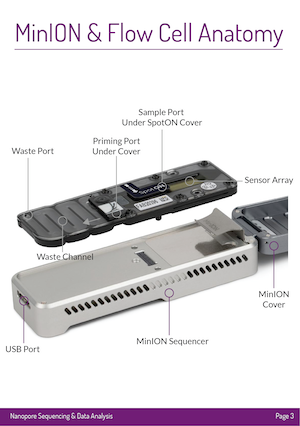 MinION & Flow Cell Anatomy
Sample Port
Under SpotON Cover
Priming Port
Under Cover
Waste Port
Sensor Array
SpotON
Waste Channel
MinION
Cover
MinION Sequencer
USB Port
Nanopore Sequencing & Data Analysis
Page 3